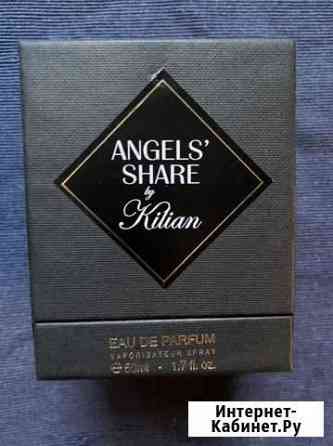 ANGELS'
SHARE
by
Kilian
EAU DE PARFUM
VAPORISATEUR SPRAY
℮ 50ml - 1.7 fl. oz.
Интернет-
Кабинет.Ру